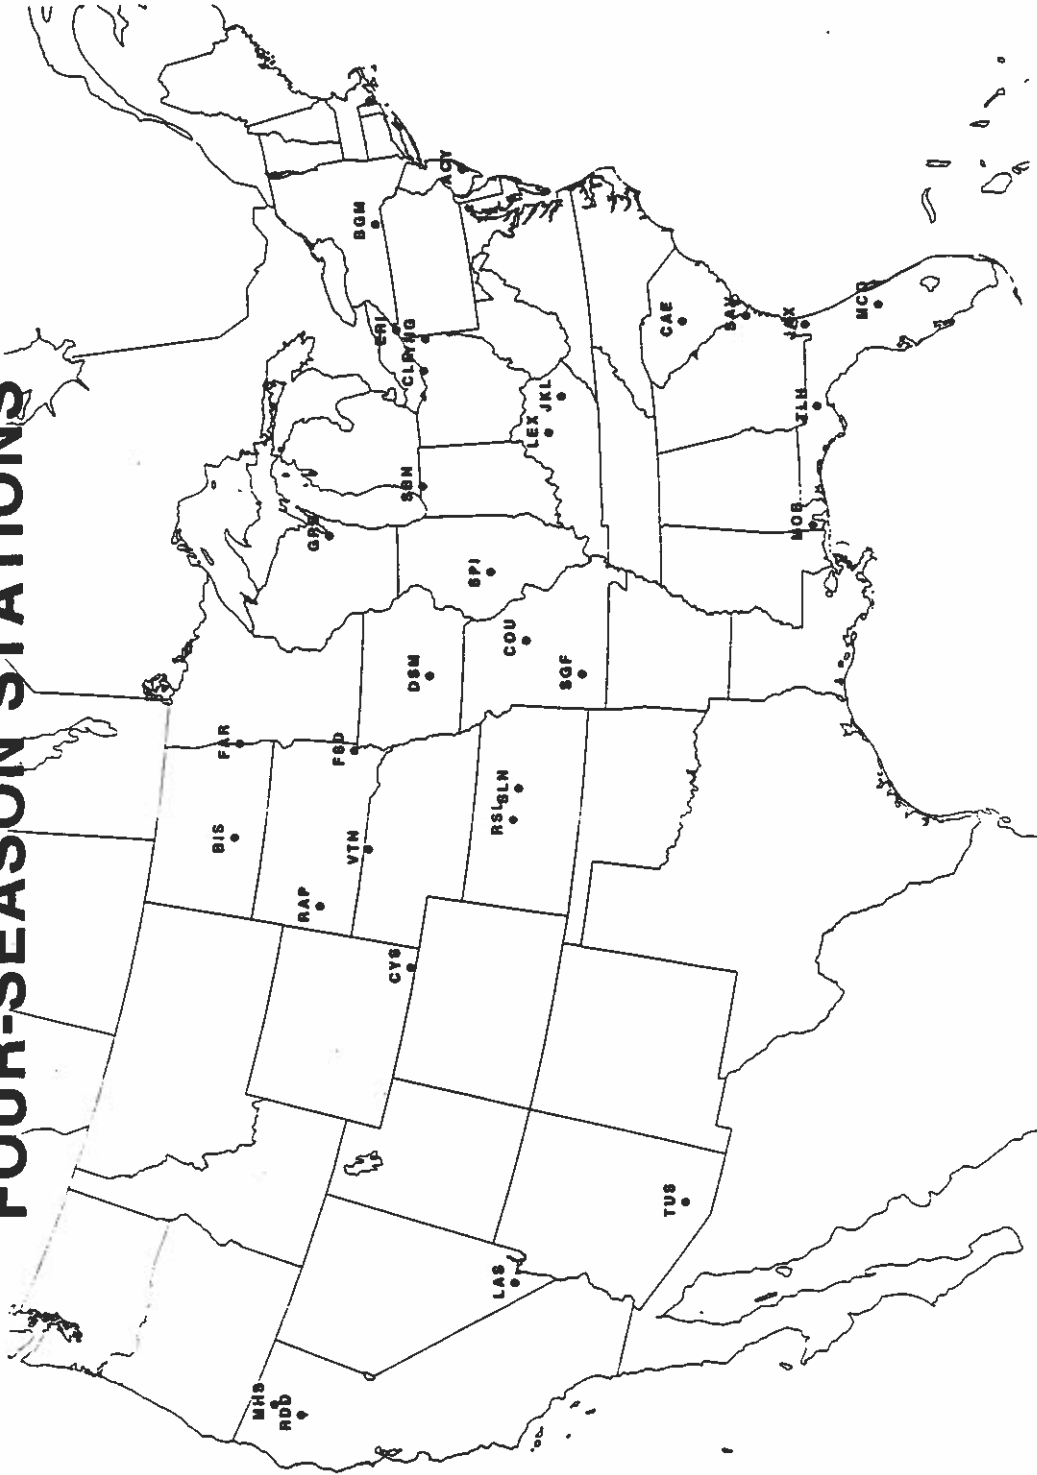 FOUR-SEASON STATIONS
BIS
FAR
MHS
RDD
RAP
GRB
FSD
VTN
BGM
ERI
CYS
DSM
SBN
CLE
YNG
ACY
SPI
LAS
RSL
SLN
COU
LEX
JKL
SGF
TUS
CAE
SAV
JAX
MOB
TLH
MCO